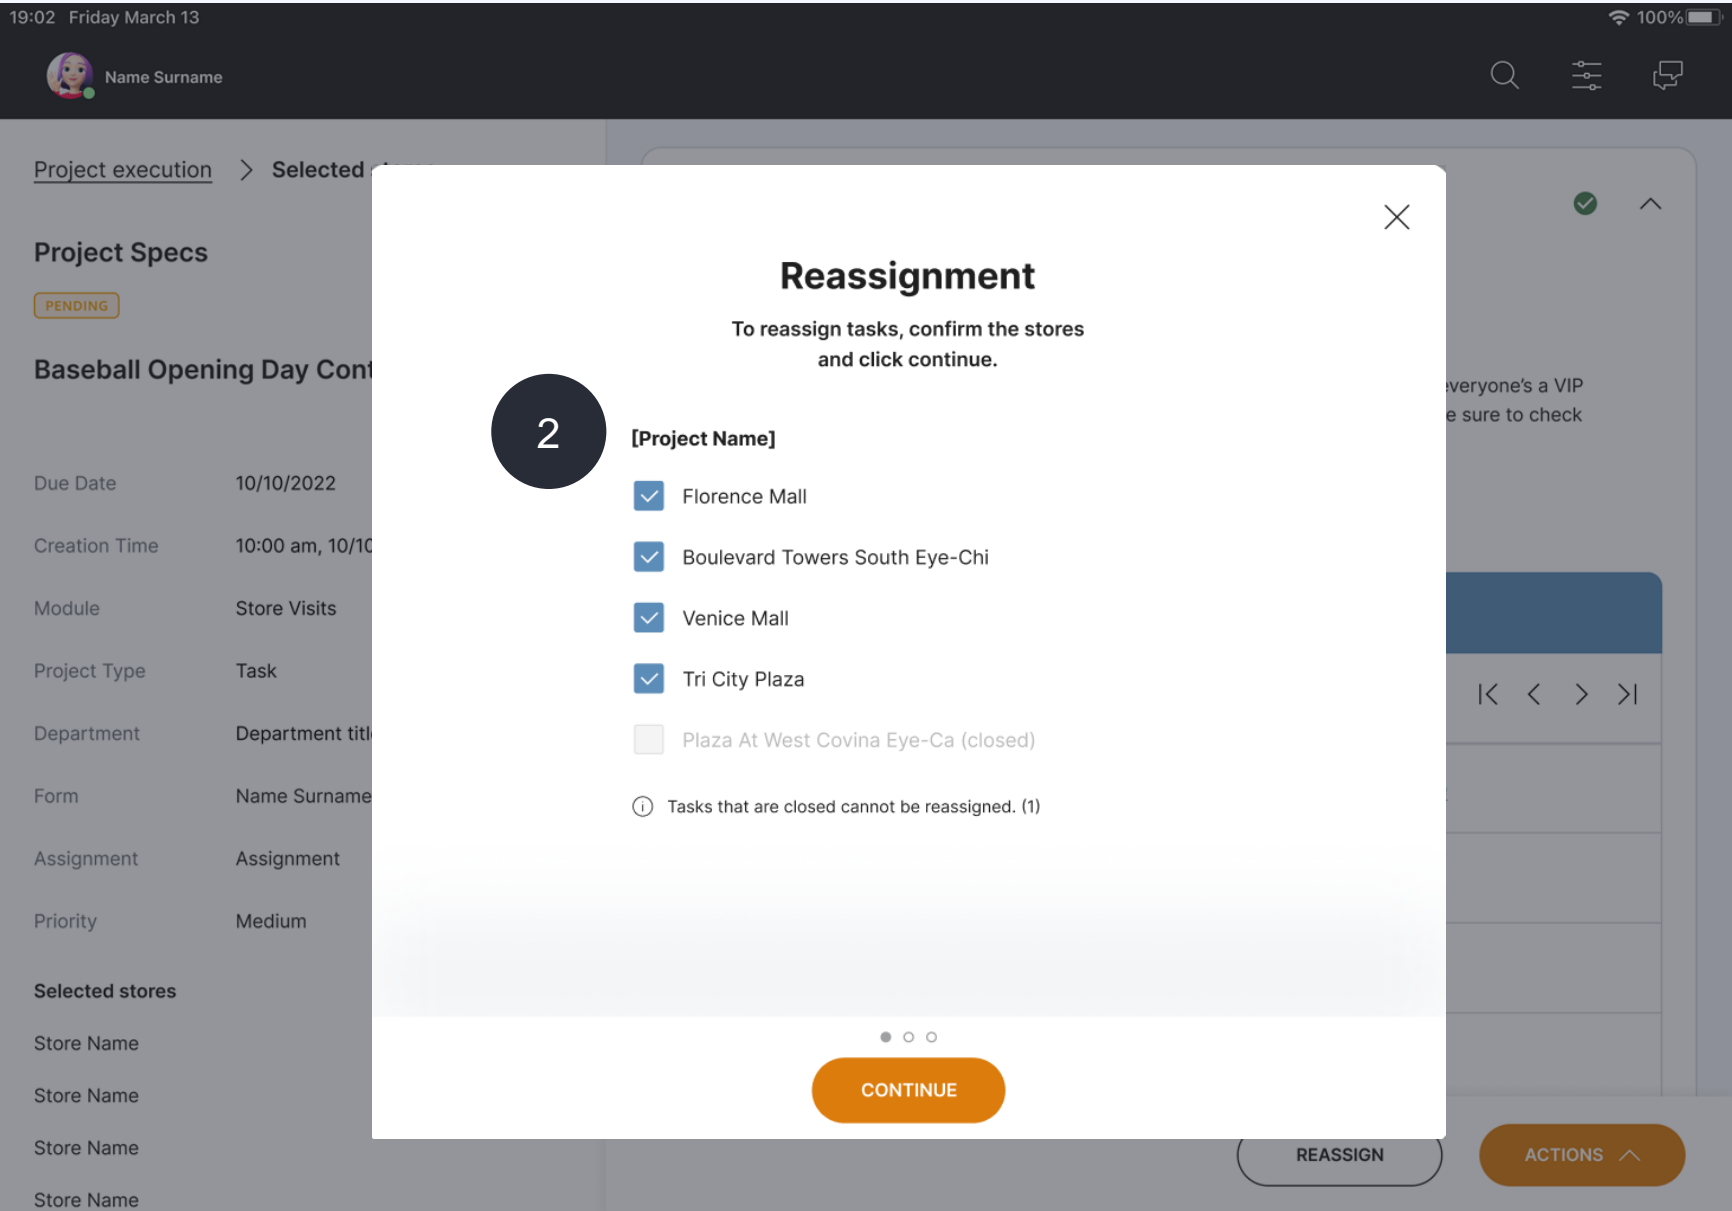 19:02 Friday March 13
100%
Name Surname
Project execution > Selected
Project Specs
PENDING
Baseball Opening Day
Due Date 10/10/2022
Creation Time 10:00 am,
Module Store Visits
Project Type Task
Department Department
Form Name Surname
Assignment Assignment
Priority Medium
Selected stores
Store Name
Store Name
Store Name
Store Name
Reassignment
To reassign tasks, confirm the stores
and click continue.
2
[Project Name]
Florence Mall
Boulevard Towers South Eye-Chi
Venice Mall
Tri City Plaza
Plaza At West Covina Eye-Ca (closed)
Tasks that are closed cannot be reassigned. (1)
CONTINUE
everyone's a VIP
sure to check
REASSIGN
ACTIONS